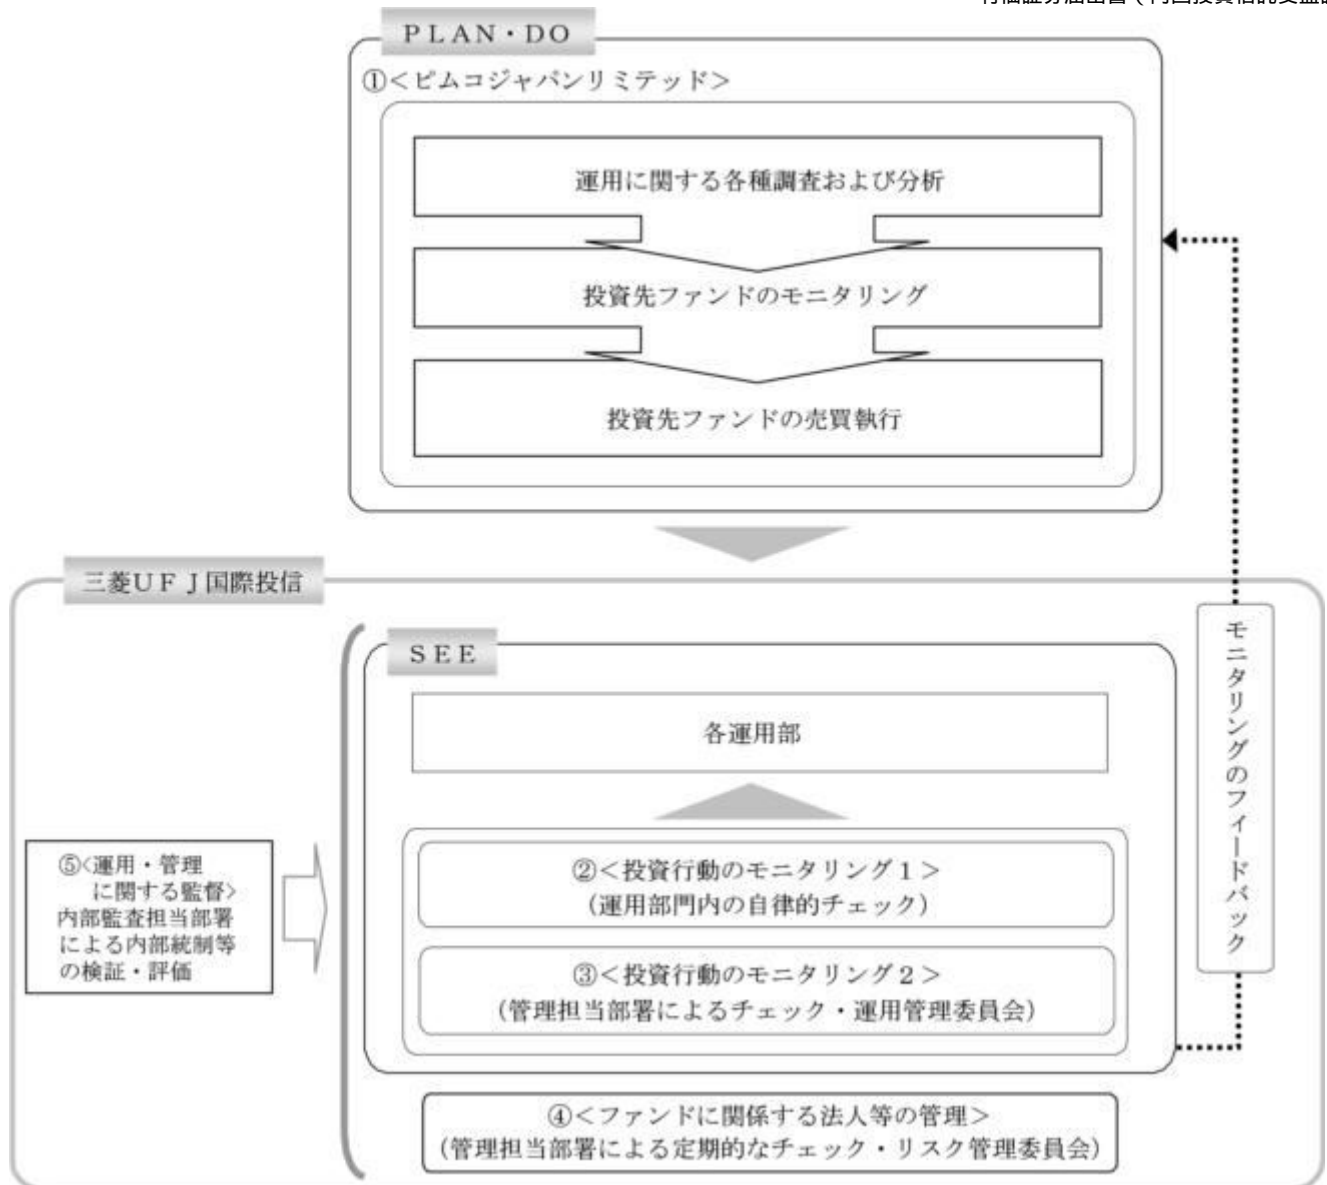 ＰＬＡＮ・ＤＯ
①＜ピムコジャパンリミテッド＞
運用に関する各種調査および分析
投資先ファンドのモニタリング
投資先ファンドの売買執行
三菱ＵＦＪ国際投信
ＳＥＥ
各運用部
②＜投資行動のモニタリング１＞
（運用部門内の自律的チェック）
③＜投資行動のモニタリング２＞
（管理担当部署によるチェック・運用管理委員会）
④＜ファンドに関係する法人等の管理＞
（管理担当部署による定期的なチェック・リスク管理委員会）
⑤<運用・管理
に関する監督>
内部監査担当部署
による内部統制等
の検証・評価
モニタリングのフィードバック